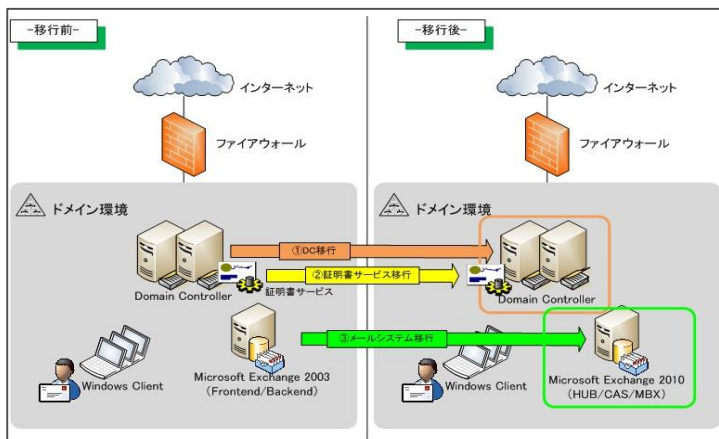 -移行前-
インターネット
ファイアウォール
ドメイン環境
Domain Controller
証明書サービス
Windows Client
Microsoft Exchange 2003
(Frontend/Backend)
①DC移行
②証明書サービス移行
③メールシステム移行
-移行後-
インターネット
ファイアウォール
ドメイン環境
Domain Controller
Windows Client
Microsoft Exchange 2010
(HUB/CAS/MBX)